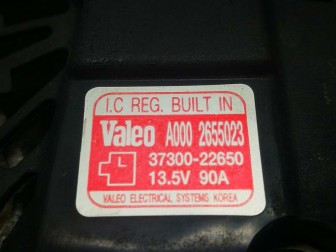 I.C REG. BUILT IN
Valeo A000 2655023
37300-22650
13.5V 90A
VALEO ELECTRICAL SYSTEMS KOREA